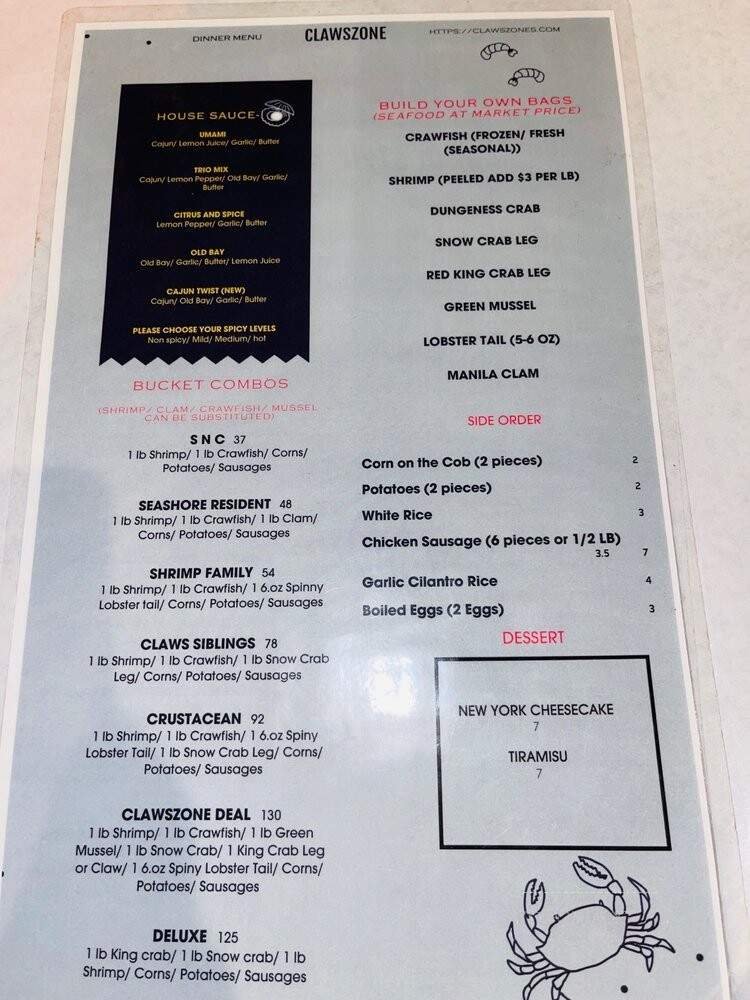 DINNER MENU
CLAWSZONE
HTTPS://CLAWSZONES.COM
HOUSE SAUCE-
UMAMI
Cajun/ Lemon Juice/ Garlic/ Butter
TRIO MIX
Cajun/ Lemon Pepper/ Old Bay/ Garlic/
Butter
CITRUS AND SPICE
Lemon Pepper/ Garlic/ Butter
OLD BAY
Old Bay/ Garlic/ Butter/ Lemon Juice
CAJUN TWIST (NEW)
Cajun/ Old Bay/ Garlic/ Butter
PLEASE CHOOSE YOUR SPICY LEVELS
Non spicy/ Mild/ Medium/ hot
BUCKET COMBOS
(SHRIMP/ CLAM/ CRAWFISH/ MUSSEL
CAN BE SUBSTITUTED)
S N C 37
1 lb Shrimp/ 1 lb Crawfish/ Corns/
Potatoes/ Sausages
SEASHORE RESIDENT 48
1 lb Shrimp/ 1 lb Crawfish/ 1 lb Clam/
Corns/ Potatoes/ Sausages
SHRIMP FAMILY 54
1 lb Shrimp/ 1 lb Crawfish/ 1 6.oz Spinny
Lobster tail/ Corns/ Potatoes/ Sausages
CLAWS SIBLINGS 78
1 lb Shrimp/ 1 lb Crawfish/ 1 lb Snow Crab
Leg/ Corns/ Potatoes/ Sausages
CRUSTACEAN 92
1 lb Shrimp/ 1 lb Crawfish/ 1 6.oz Spiny
Lobster Tail/ 1 lb Snow Crab Leg/ Corns/
Potatoes/ Sausages
CLAWSZONE DEAL 130
1 lb Shrimp/ 1 lb Crawfish/ 1 lb Green
Mussel/ 1 lb Snow Crab/ 1 King Crab Leg
or Claw/ 1 6.oz Spiny Lobster Tail/ Corns/
Potatoes/ Sausages
DELUXE 125
1 lb King crab/ 1 lb Snow crab/ 1 lb
Shrimp/ Corns/ Potatoes/ Sausages
BUILD YOUR OWN BAGS
(SEAFOOD AT MARKET PRICE)
CRAWFISH (FROZEN/ FRESH
(SEASONAL))
SHRIMP (PEELED ADD $3 PER LB)
DUNGENESS CRAB
SNOW CRAB LEG
RED KING CRAB LEG
GREEN MUSSEL
LOBSTER TAIL (5-6 OZ)
MANILA CLAM
SIDE ORDER
Corn on the Cob (2 pieces) 2
Potatoes (2 pieces) 2
White Rice 3
Chicken Sausage (6 pieces or 1/2 LB)
3.5 7
Garlic Cilantro Rice 4
Boiled Eggs (2 Eggs) 3
DESSERT
NEW YORK CHEESECAKE
7
TIRAMISU
7